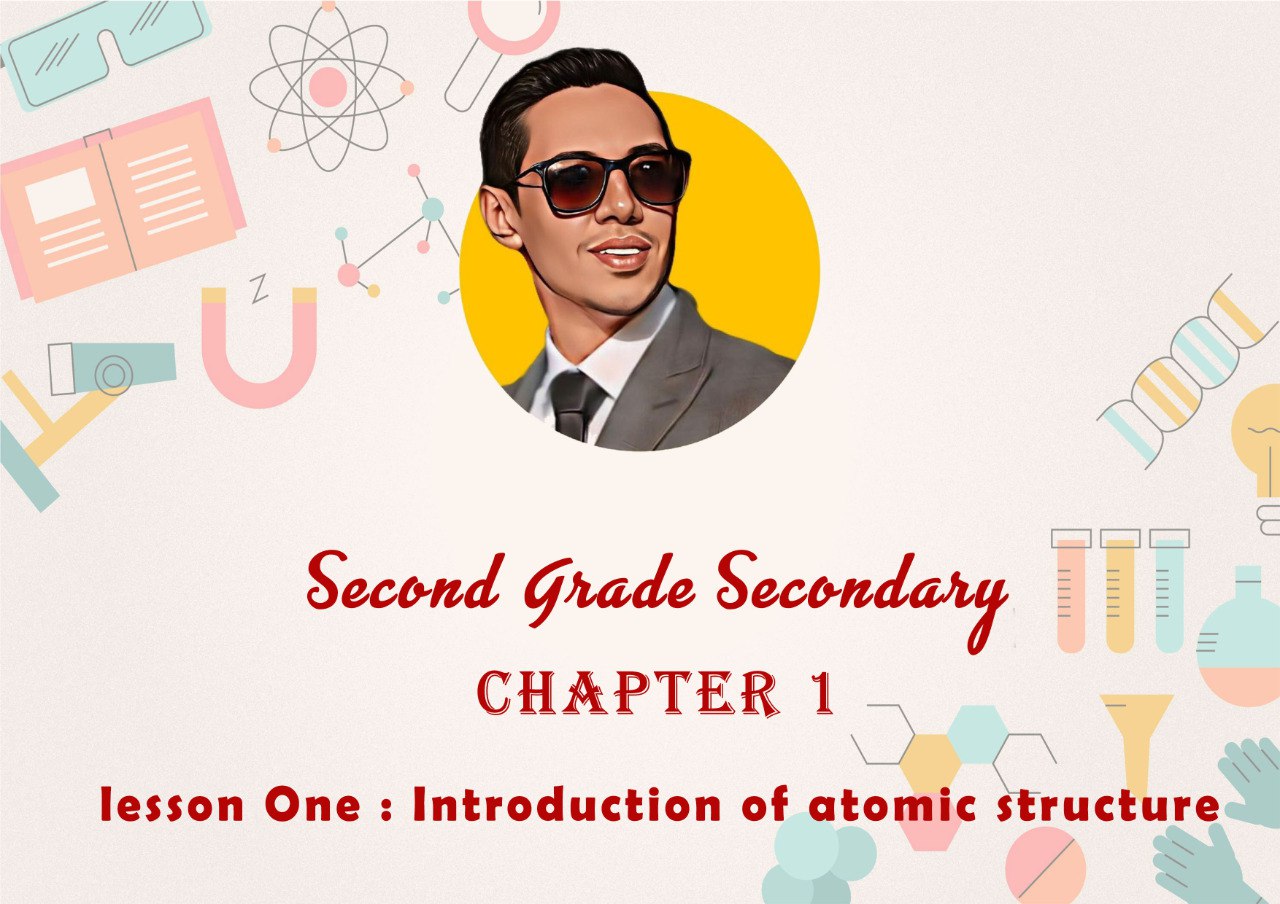 Second Grade Secondary
CHAPTER 1
lesson One : Introduction of atomic structure